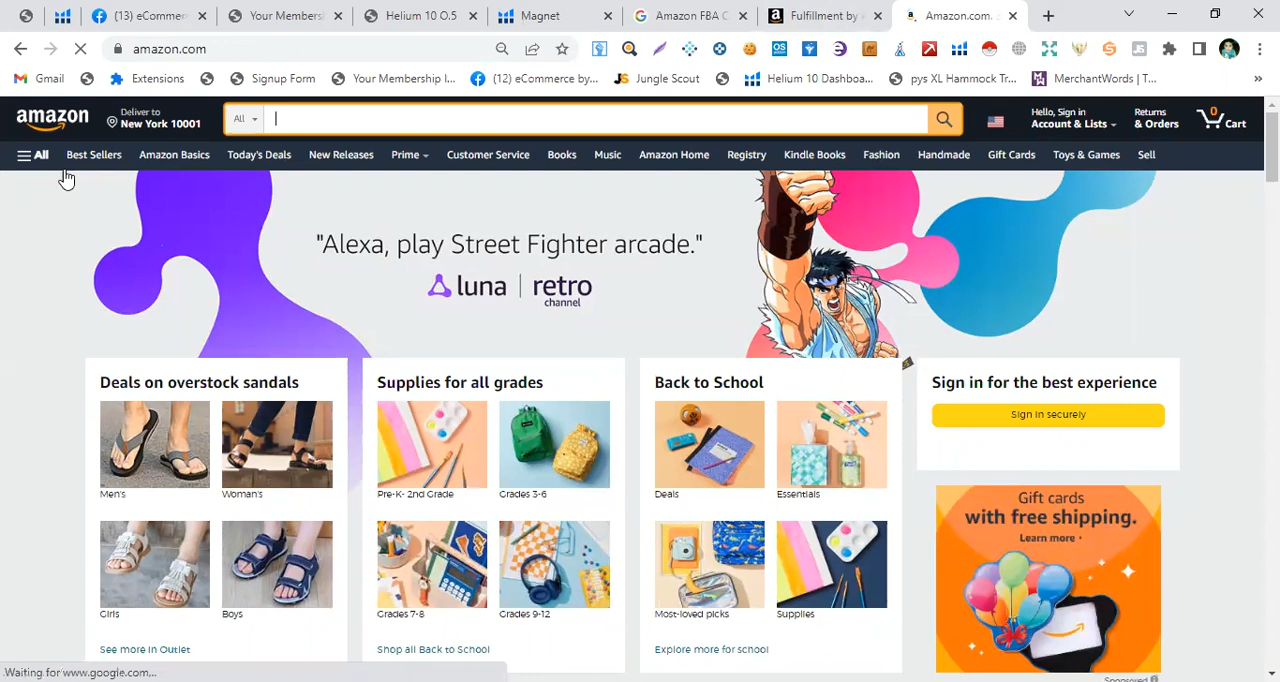 (13) eCommer
Your Membersh
Helium 10 O.5
Magnet
Amazon FBA C
Fulfillment by
Amazon.com.
amazon.com
Gmail
Extensions
Signup Form
Your Membership I...
(12) eCommerce by...
Jungle Scout
Helium 10 Dashboa...
pys XL Hammock Tr...
MerchantWords | T...
»
amazon
Deliver to
New York 10001
All
Hello, Sign in
Account & Lists
Returns
& Orders
0
Cart
All
Best Sellers
Amazon Basics
Today's Deals
New Releases
Prime
Customer Service
Books
Music
Amazon Home
Registry
Kindle Books
Fashion
Handmade
Gift Cards
Toys & Games
Sell
"Alexa, play Street Fighter arcade."
luna | retro
channel
Deals on overstock sandals
Men's
Woman's
Girls
Boys
See more in Outlet
Supplies for all grades
Pre-K- 2nd Grade
Grades 3-6
Grades 7-8
Grades 9-12
Shop all Back to School
Back to School
Deals
Essentials
Most-loved picks
Supplies
Explore more for school
Sign in for the best experience
Sign in securely
Gift cards
with free shipping.
Learn more
Sponsored
Waiting for www.google.com...